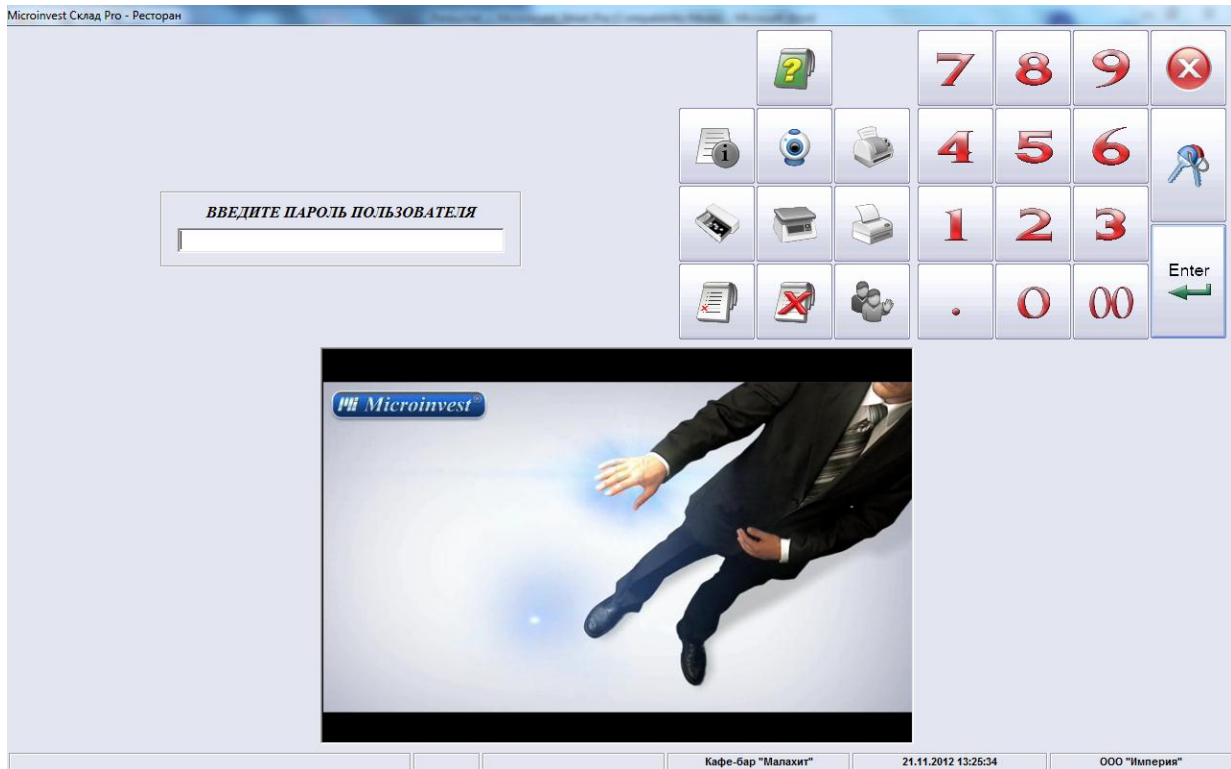 Microinvest Склад Pro - Ресторан
7 8 9
4 5 6
ВВЕДИТЕ ПАРОЛЬ ПОЛЬЗОВАТЕЛЯ
1 2 3
Enter
. 0 00
Microinvest®
Кафе-бар "Малахит"
21.11.2012 13:25:34
ООО "Империя"